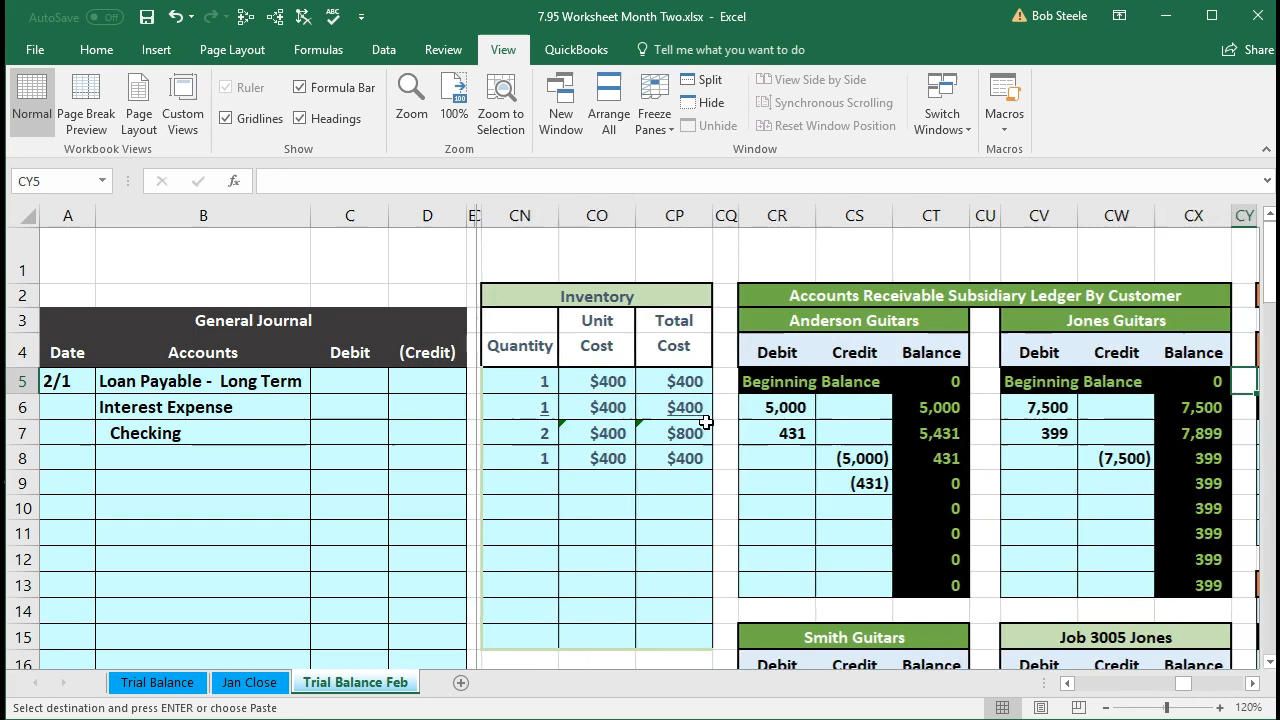 AutoSave Off 7.95 Worksheet Month Two.xlsx - Excel Bob Steele
File Home Insert Page Layout Formulas Data Review View QuickBooks Tell me what you want to do Share
Normal Page Break Preview Page Layout Custom Views Ruler Formula Bar Gridlines Headings Zoom 100% Zoom to Selection New Window Arrange All Freeze Panes Split Hide Unhide View Side by Side Synchronous Scrolling Reset Window Position Switch Windows Macros
Workbook Views Show Zoom Window Macros
CY5 fx
A B C D CN CO CP CQ CR CS CT CU CV CW CX CY
1
2 Inventory Accounts Receivable Subsidiary Ledger By Customer
3 General Journal Unit Total Anderson Guitars Jones Guitars
4 Date Accounts Debit (Credit) Quantity Cost Cost Debit Credit Balance Debit Credit Balance
5 2/1 Loan Payable - Long Term 1 $400 $400 Beginning Balance 0 Beginning Balance 0
6 Interest Expense 1 $400 $400 5,000 5,000 7,500 7,500
7 Checking 2 $400 $800 431 5,431 399 7,899
8 1 $400 $400 (5,000) 431 (7,500) 399
9 (431) 0 399
10 0 399
11 0 399
12 0 399
13 0 399
14
15 Smith Guitars Job 3005 Jones
16 Debit Credit Balance Debit Credit Balance
Trial Balance Jan Close Trial Balance Feb
Select destination and press ENTER or choose Paste 120%